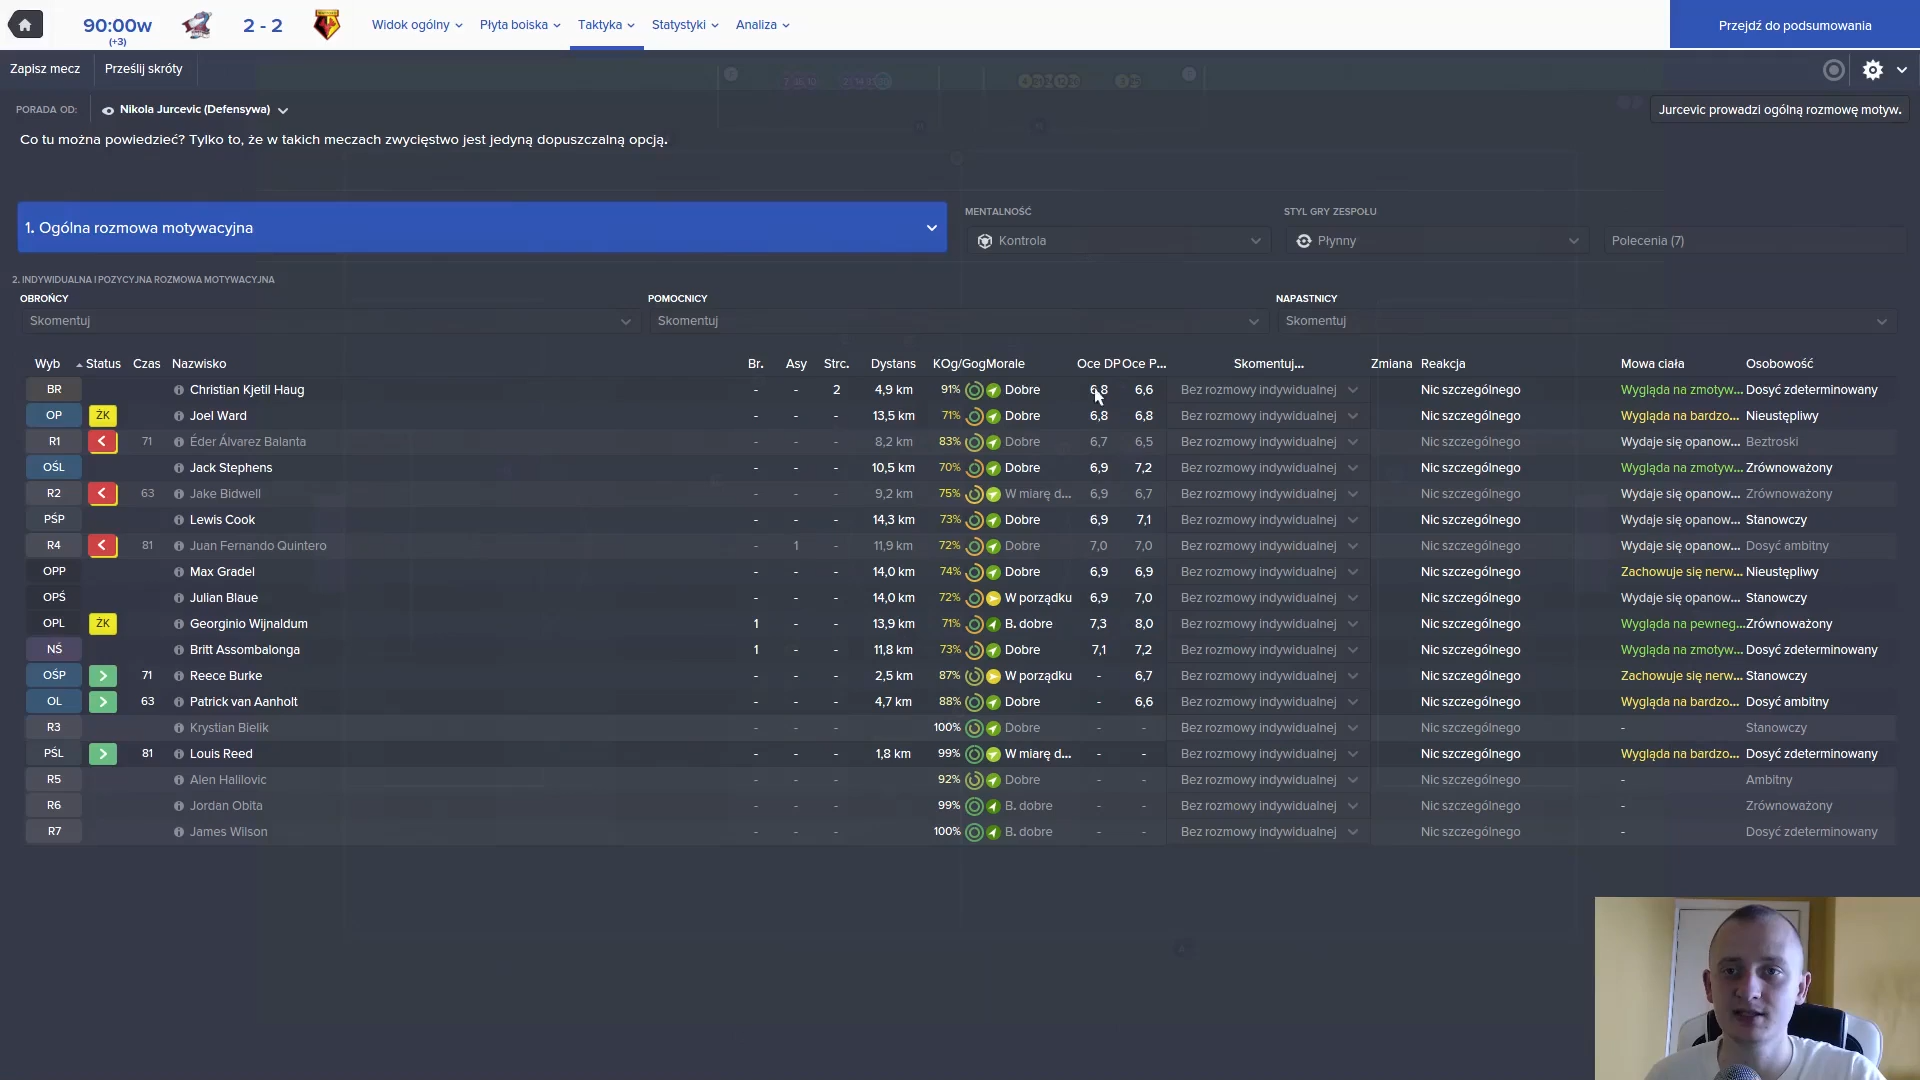 90:00w 2 - 2 Widok ogólny Płyta boiska Taktyka Statystyki Analiza Przejdź do podsumowania
(+3)
Zapisz mecz Prześlij skróty
PORADA OD: Nikola Jurcevic (Defensywa) Jurcevic prowadzi ogólną rozmowę motyw.
Co tu można powiedzieć? Tylko to, że w takich meczach zwycięstwo jest jedyną dopuszczalną opcją.
MENTALNOŚĆ STYL GRY ZESPOŁU
1. Ogólna rozmowa motywacyjna Kontrola Płynny Polecenia (7)
2. INDYWIDUALNA I POZYCYJNA ROZMOWA MOTYWACYJNA
OBROŃCY POMOCNICY NAPASTNICY
Skomentuj Skomentuj Skomentuj
Wyb Status Czas Nazwisko Br. Asy Strc. Dystans KOg/Gog Morale Oce DP Oce P... Skomentuj... Zmiana Reakcja Mowa ciała Osobowość
BR Christian Kjetil Haug - - 2 4,9 km 91% Dobre 6,8 6,6 Bez rozmowy indywidualnej Nic szczególnego Wygląda na zmotyw... Dosyć zdeterminowany
OP ŻK Joel Ward - - - 13,5 km 71% Dobre 6,8 6,8 Bez rozmowy indywidualnej Nic szczególnego Wygląda na bardzo... Nieustępliwy
R1 71 Éder Álvarez Balanta - - - 8,2 km 83% Dobre 6,7 6,5 Bez rozmowy indywidualnej Nic szczególnego Wydaje się opanow... Beztroski
OŚL Jack Stephens - - - 10,5 km 70% Dobre 6,9 7,2 Bez rozmowy indywidualnej Nic szczególnego Wygląda na zmotyw... Zrównoważony
R2 63 Jake Bidwell - - - 9,2 km 75% W miarę d... 6,9 6,7 Bez rozmowy indywidualnej Nic szczególnego Wydaje się opanow... Zrównoważony
PŚP Lewis Cook - - - 14,3 km 73% Dobre 6,9 7,1 Bez rozmowy indywidualnej Nic szczególnego Wydaje się opanow... Stanowczy
R4 81 Juan Fernando Quintero - 1 - 11,9 km 72% Dobre 7,0 7,0 Bez rozmowy indywidualnej Nic szczególnego Wydaje się opanow... Dosyć ambitny
OPP Max Gradel - - - 14,0 km 74% Dobre 6,9 6,9 Bez rozmowy indywidualnej Nic szczególnego Zachowuje się nerw... Nieustępliwy
OPŚ Julian Blaue - - - 14,0 km 72% W porządku 6,9 7,0 Bez rozmowy indywidualnej Nic szczególnego Wydaje się opanow... Stanowczy
OPL ŻK Georginio Wijnaldum 1 - - 13,9 km 71% B. dobre 7,3 8,0 Bez rozmowy indywidualnej Nic szczególnego Wygląda na pewneg... Zrównoważony
NŚ Britt Assombalonga 1 - - 11,8 km 73% Dobre 7,1 7,2 Bez rozmowy indywidualnej Nic szczególnego Wygląda na zmotyw... Dosyć zdeterminowany
OŚP 71 Reece Burke - - - 2,5 km 87% W porządku - 6,7 Bez rozmowy indywidualnej Nic szczególnego Zachowuje się nerw... Stanowczy
OL 63 Patrick van Aanholt - - - 4,7 km 88% Dobre - 6,6 Bez rozmowy indywidualnej Nic szczególnego Wygląda na bardzo... Dosyć ambitny
R3 Krystian Bielik 100% Dobre - - Bez rozmowy indywidualnej Nic szczególnego - Stanowczy
PŚL 81 Louis Reed - - - 1,8 km 99% W miarę d... - - Bez rozmowy indywidualnej Nic szczególnego Wygląda na bardzo... Dosyć zdeterminowany
R5 Alen Halilovic - - - 92% Dobre - - Bez rozmowy indywidualnej Nic szczególnego - Ambitny
R6 Jordan Obita - - - 99% B. dobre - - Bez rozmowy indywidualnej Nic szczególnego - Zrównoważony
R7 James Wilson - - - 100% B. dobre - - Bez rozmowy indywidualnej Nic szczególnego - Dosyć zdeterminowany